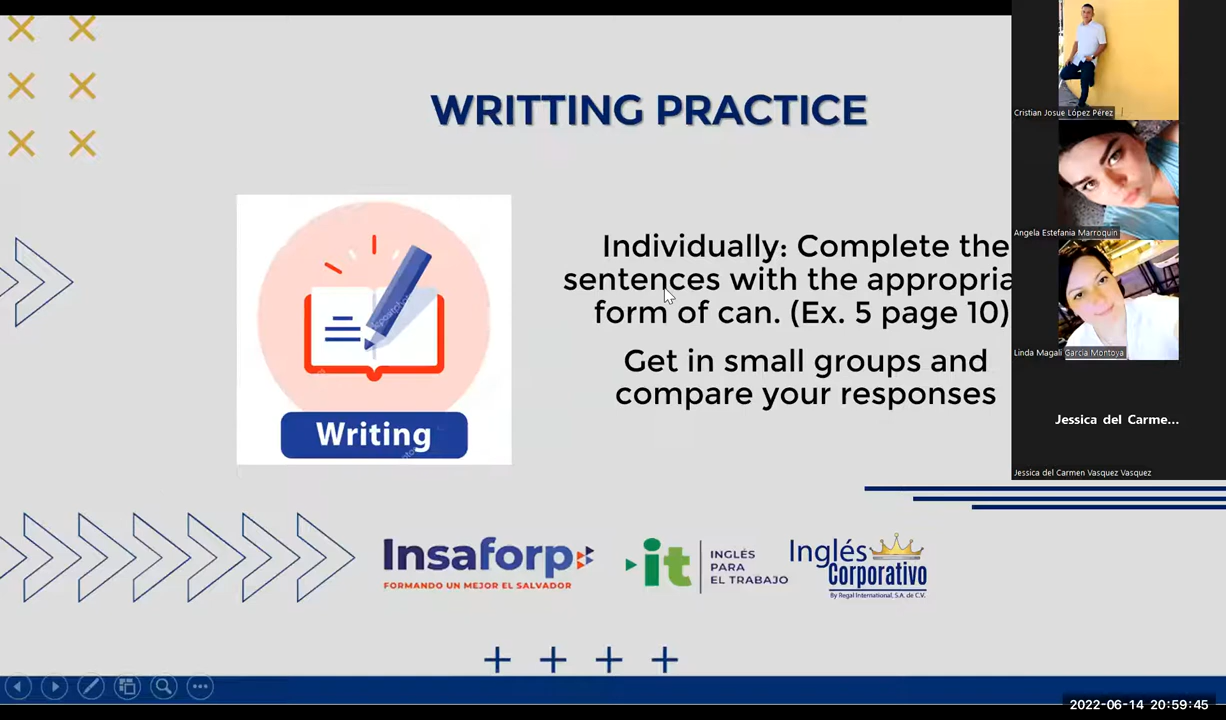 WRITTING PRACTICE
Individually: Complete the
sentences with the appropria
form of can. (Ex. 5 page 10)
Get in small groups and
compare your responses
Writing
Insaforp
FORMANDO UN MEJOR EL SALVADOR
it
INGLÉS
PARA
EL TRABAJO
Inglés
Corporativo
By Regal International, S.A. de C.V.
Cristian Josue López Pérez
Angela Estefania Marroquin
Linda Magali Garcia Montoya
Jessica del Carme...
Jessica del Carmen Vasquez Vasquez
2022-06-14 20:59:45